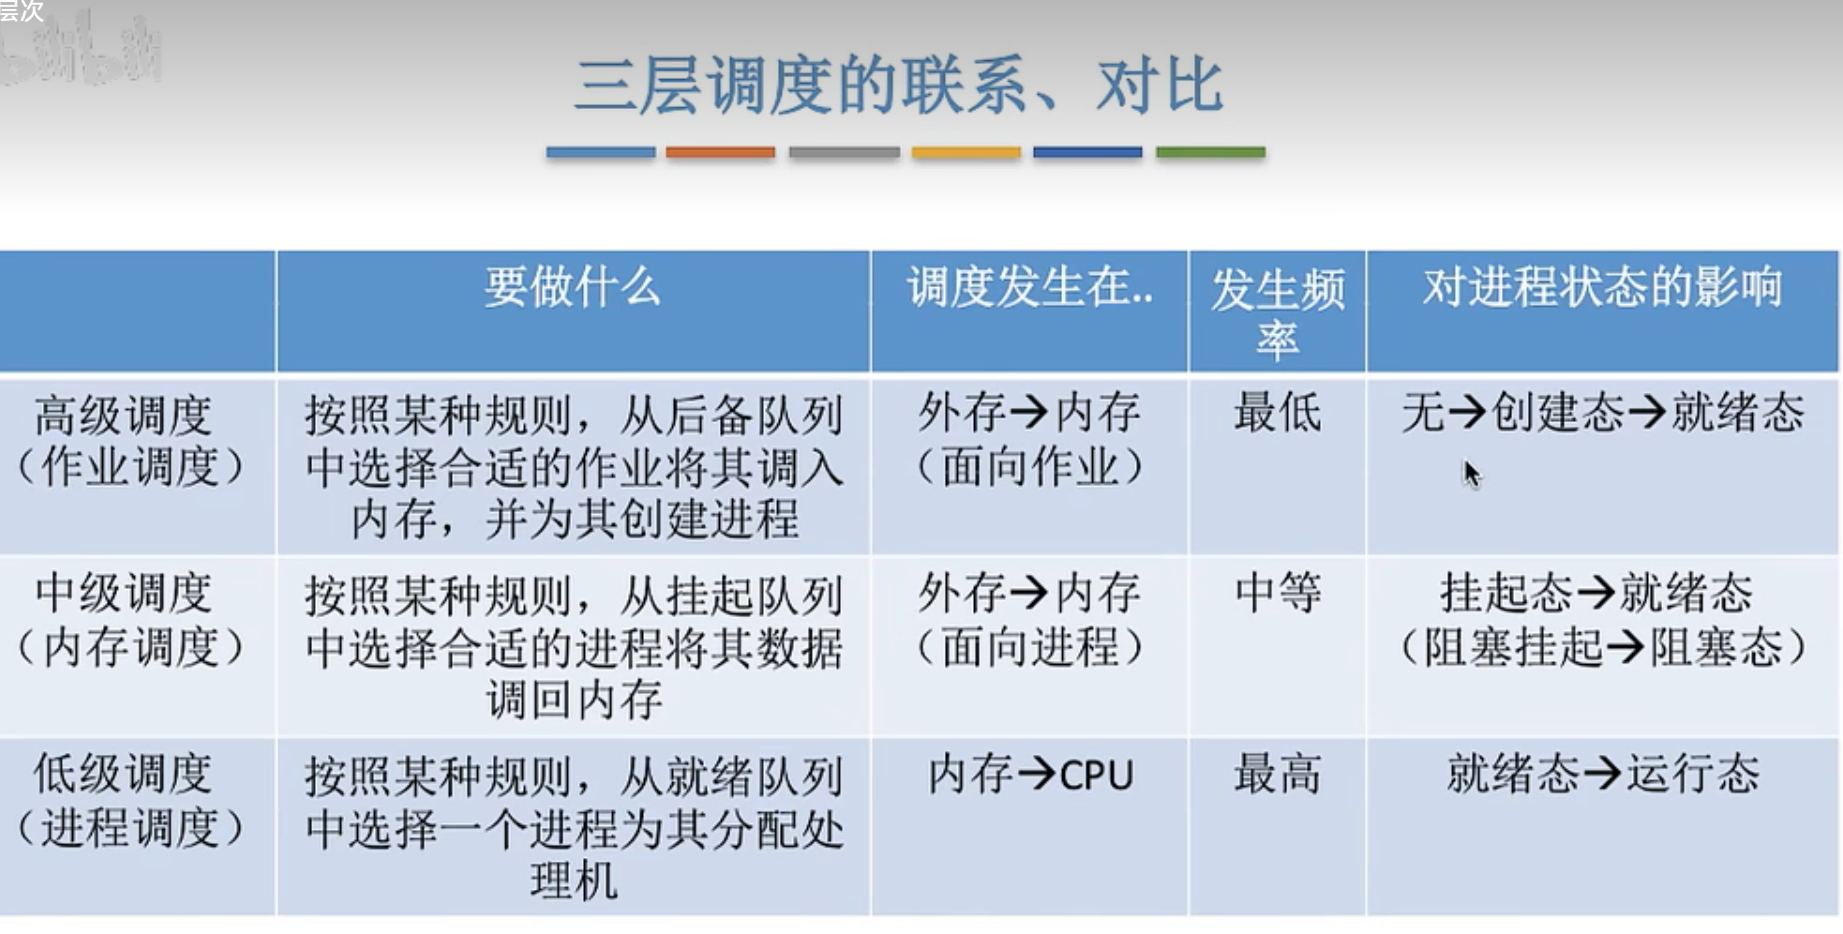 层次
bilibili
三层调度的联系、对比
要做什么
调度发生在..
发生频
率
对进程状态的影响
高级调度
（作业调度）
按照某种规则，从后备队列
中选择合适的作业将其调入
内存，并为其创建进程
外存→内存
（面向作业）
最低
无→创建态→就绪态
中级调度
（内存调度）
按照某种规则，从挂起队列
中选择合适的进程将其数据
调回内存
外存→内存
（面向进程）
中等
挂起态→就绪态
（阻塞挂起→阻塞态）
低级调度
（进程调度）
按照某种规则，从就绪队列
中选择一个进程为其分配处
理机
内存→CPU
最高
就绪态→运行态